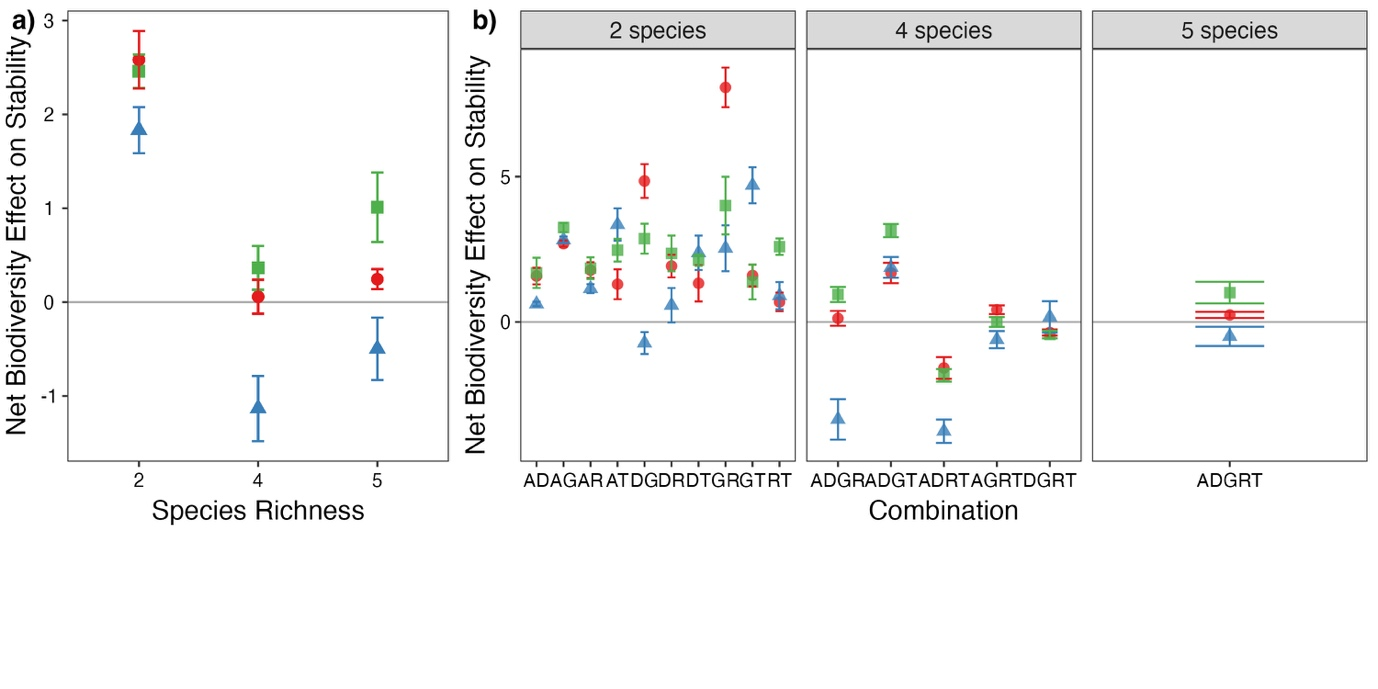 a)
Net Biodiversity Effect on Stability
3
2
1
0
-1
2 4 5
Species Richness
b)
Net Biodiversity Effect on Stability
2 species 4 species 5 species
5
0
AD AG AR AT DG DR DT GR GT RT ADGR ADGT ADRT AGRT DGRT ADGRT
Combination